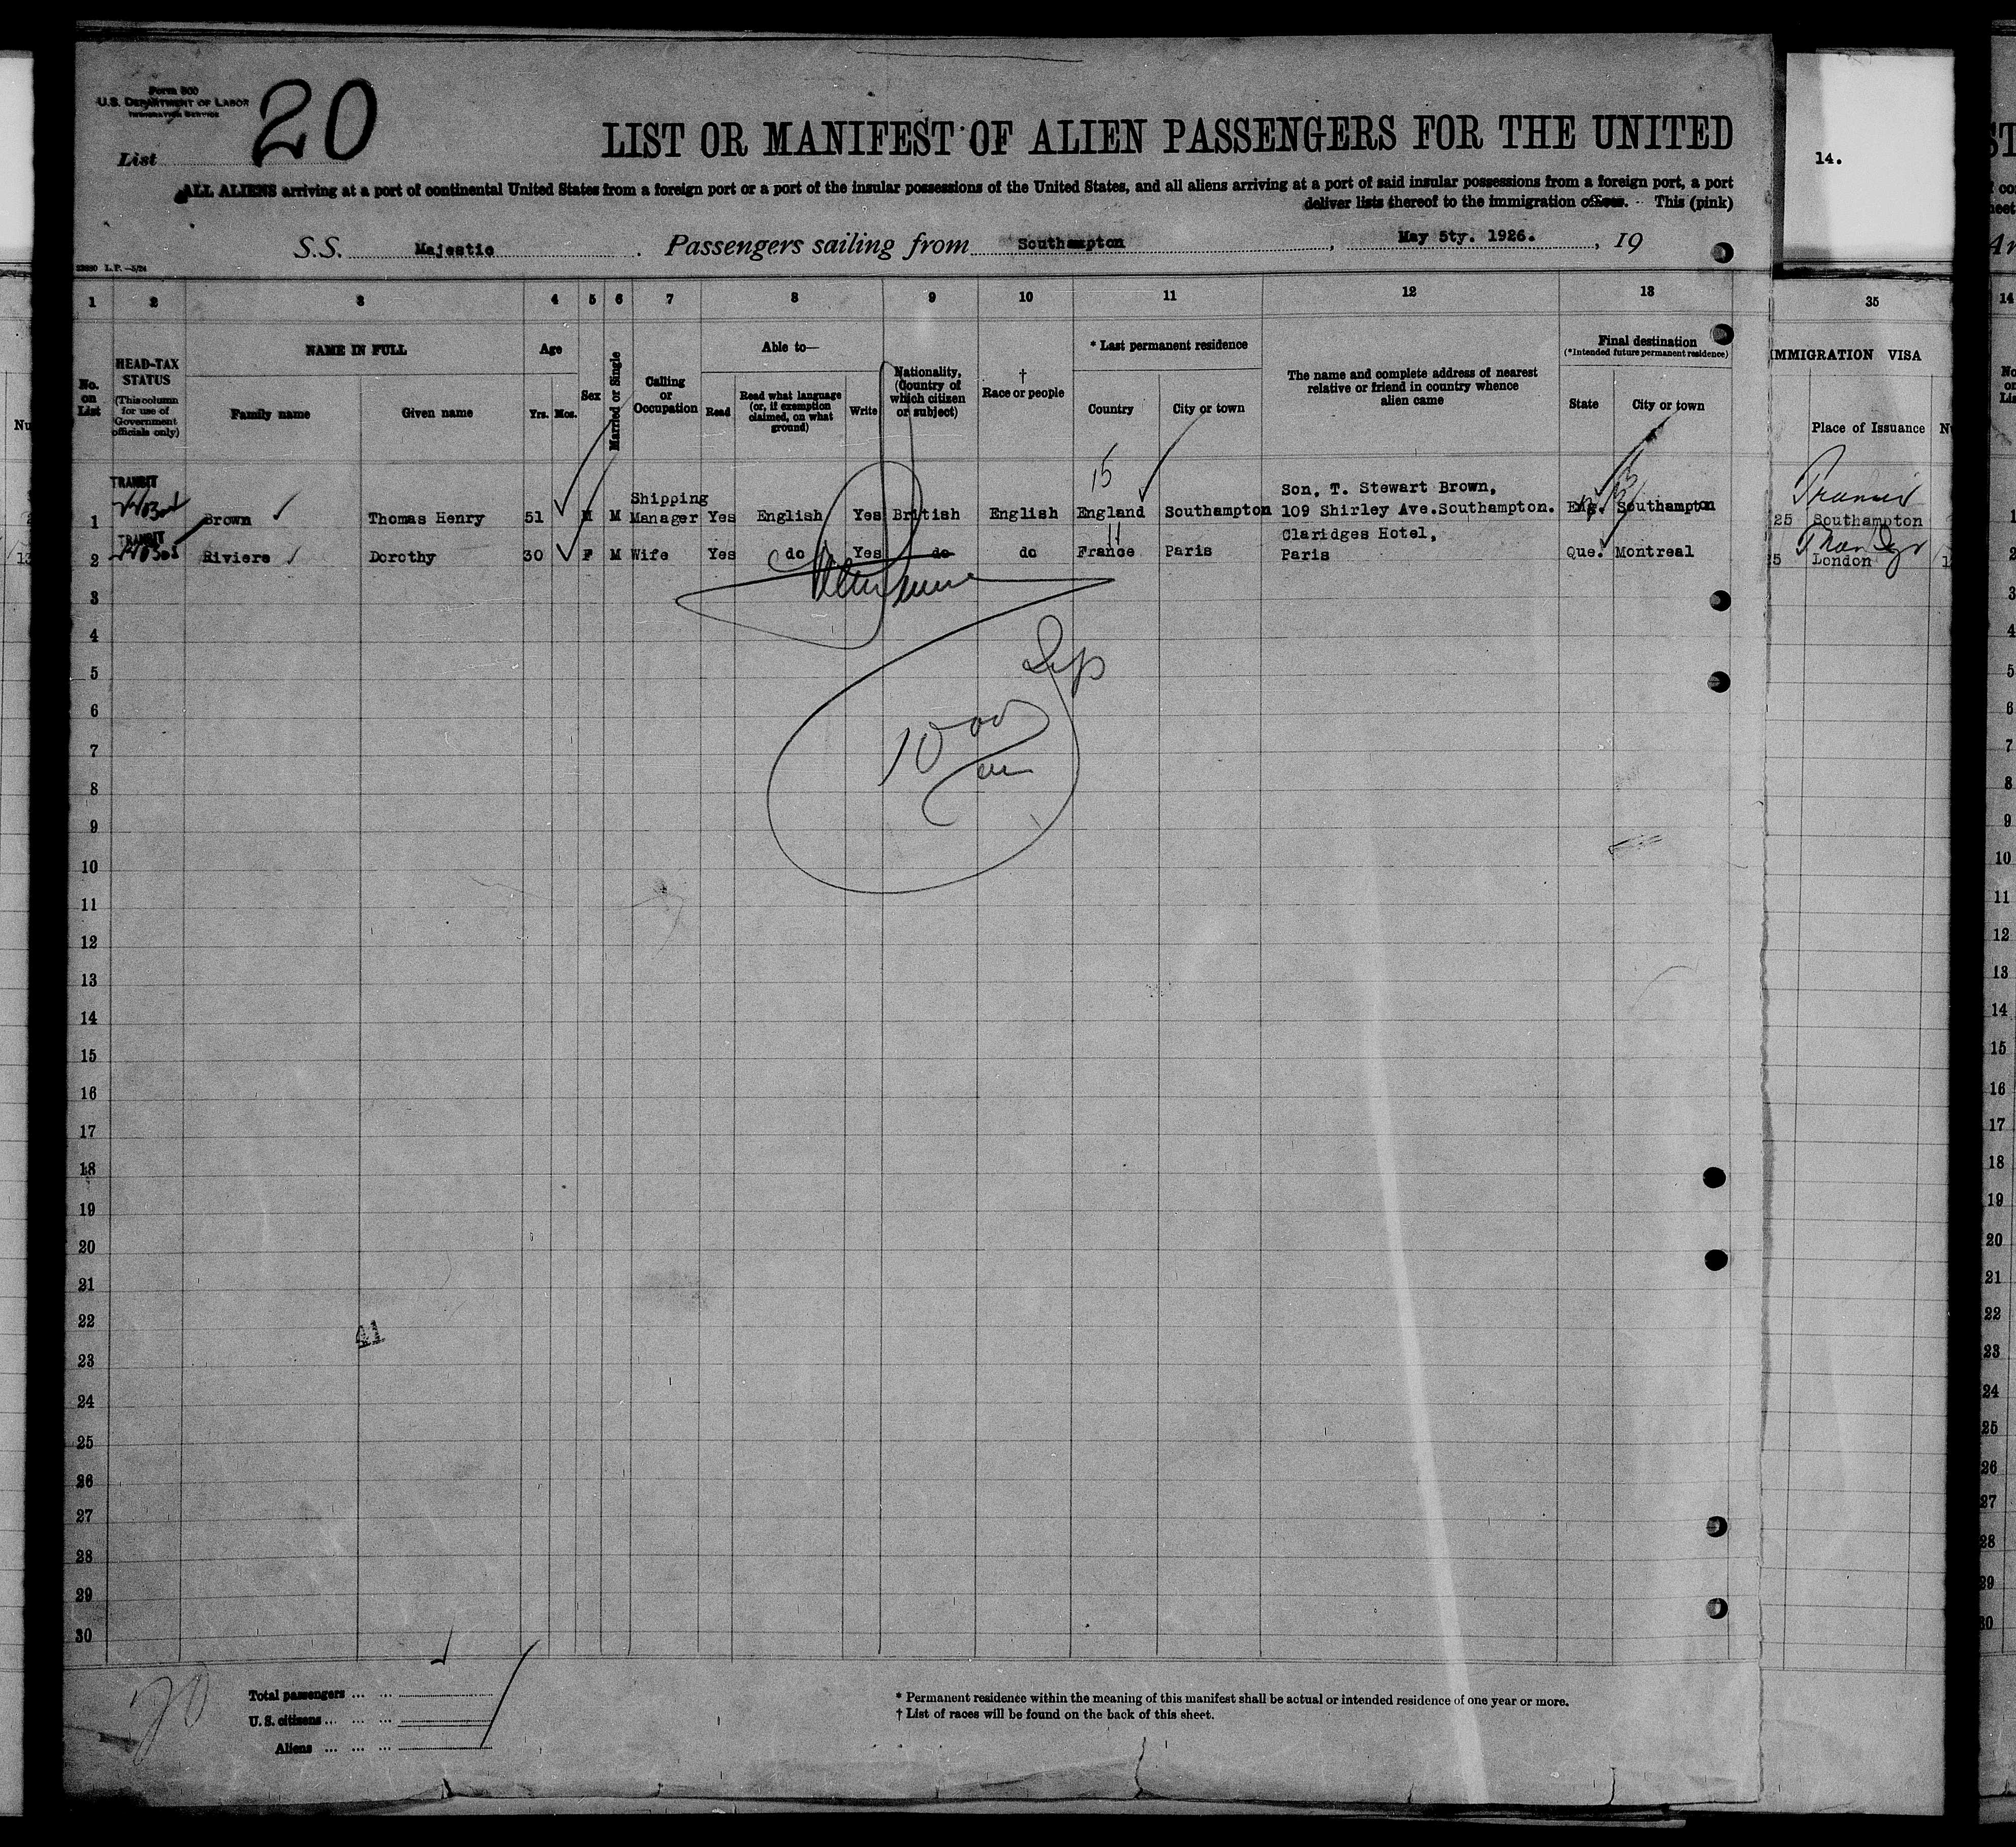 Form 500
U.S. DEPARTMENT OF LABOR
IMMIGRATION SERVICE
List 20
LIST OR MANIFEST OF ALIEN PASSENGERS FOR THE UNITED
ALL ALIENS arriving at a port of continental United States from a foreign port or a port of the insular possessions of the United States, and all aliens arriving at a port of said insular possessions from a foreign port, a port
deliver lists thereof to the immigration officer. This (pink)
S.S. Majestic. Passengers sailing from Southampton, May 5ty. 1926., 19
1 2 3 4 5 6 7 8 9 10 11 12 13
No. on List
HEAD-TAX STATUS
(This column for use of Government officials only)
NAME IN FULL
Family name
Given name
Age
Yrs. Mos.
Sex
Married or Single
Calling or Occupation
Able to—
Read
Read what language (or, if exemption claimed, on what ground)
Write
Nationality, (Country of which citizen or subject)
† Race or people
* Last permanent residence
Country
City or town
The name and complete address of nearest relative or friend in country whence alien came
Final destination
(*Intended future permanent residence)
State
City or town
35
IMMIGRATION VISA
Place of Issuance
14.
15
1 TRANSIT Brown Thomas Henry 51 M M Shipping Manager Yes English Yes British English England Southampton Son, T. Stewart Brown, 109 Shirley Ave.Southampton. Eng. Southampton
Transit
25 Southampton
11
2 TRANSIT Riviere Dorothy 30 F M Wife Yes do Yes do do France Paris Claridges Hotel, Paris Que. Montreal
5 London
3
4
5
6
7
10 00
8
9
10
11
12
13
14
15
16
17
18
19
20
21
22
41
23
24
25
26
27
28
29
30
20
Total passengers ... ...
U.S. citizens ... ... ...
Aliens ... ... ...
* Permanent residence within the meaning of this manifest shall be actual or intended residence of one year or more.
† List of races will be found on the back of this sheet.